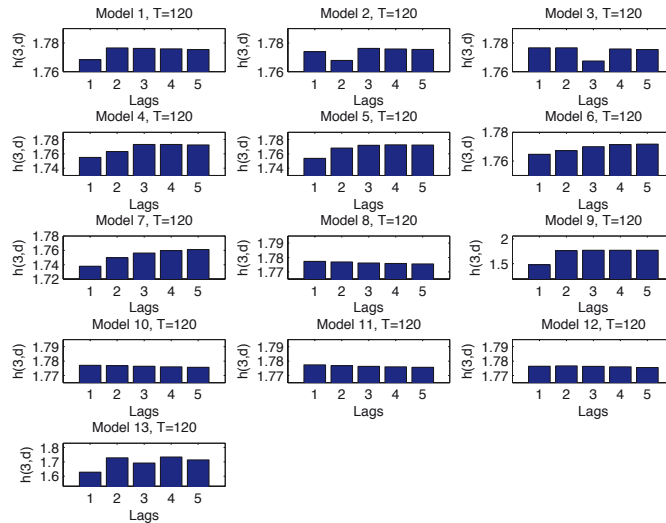 Model 1, T=120
1.78
1.76
h(3,d)
1 2 3 4 5
Lags
Model 2, T=120
1.78
1.76
h(3,d)
1 2 3 4 5
Lags
Model 3, T=120
1.78
1.76
h(3,d)
1 2 3 4 5
Lags
Model 4, T=120
1.78
1.76
1.74
h(3,d)
1 2 3 4 5
Lags
Model 5, T=120
1.78
1.76
1.74
h(3,d)
1 2 3 4 5
Lags
Model 6, T=120
1.78
1.76
h(3,d)
1 2 3 4 5
Lags
Model 7, T=120
1.78
1.76
1.74
1.72
h(3,d)
1 2 3 4 5
Lags
Model 8, T=120
1.79
1.78
1.77
h(3,d)
1 2 3 4 5
Lags
Model 9, T=120
2
1.5
h(3,d)
1 2 3 4 5
Lags
Model 10, T=120
1.79
1.78
1.77
h(3,d)
1 2 3 4 5
Lags
Model 11, T=120
1.79
1.78
1.77
h(3,d)
1 2 3 4 5
Lags
Model 12, T=120
1.79
1.78
1.77
h(3,d)
1 2 3 4 5
Lags
Model 13, T=120
1.8
1.7
1.6
h(3,d)
1 2 3 4 5
Lags